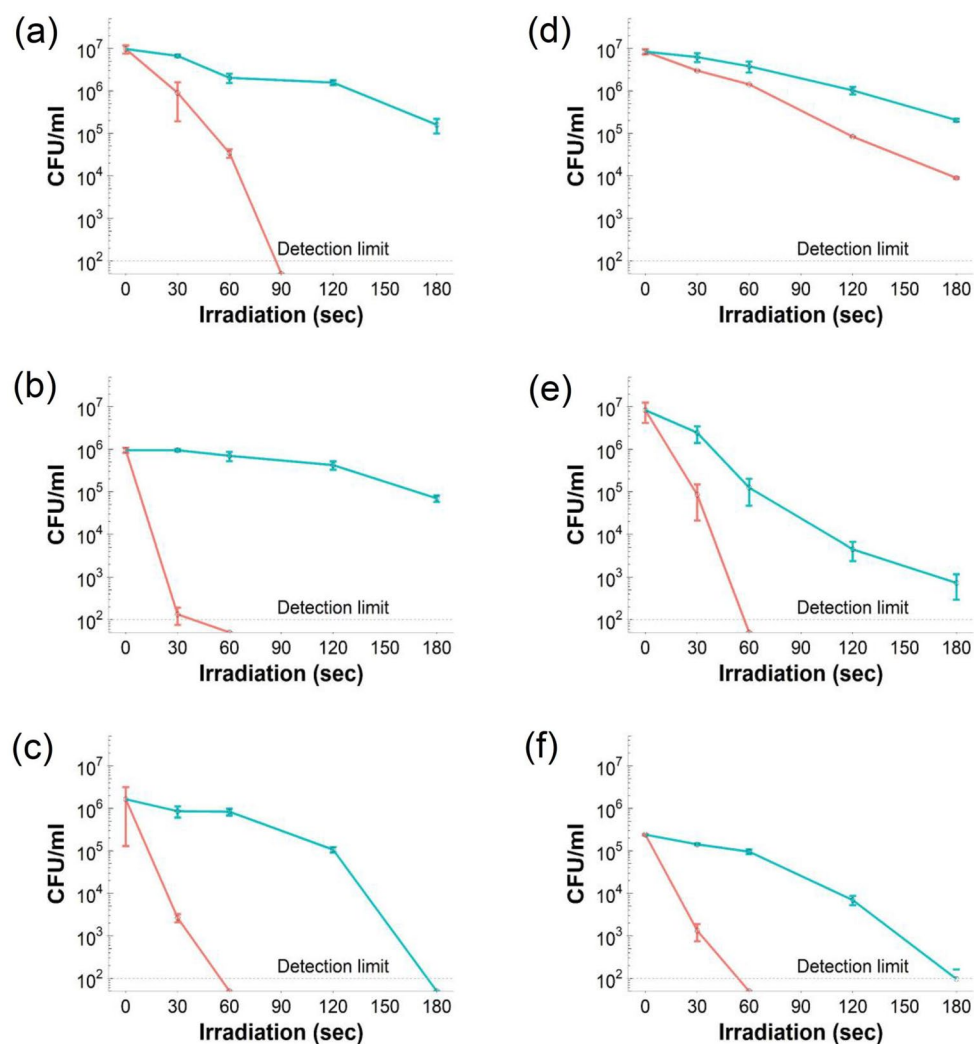 (a)
CFU/ml
10⁷
10⁶
10⁵
10⁴
10³
10²
Detection limit
0 30 60 90 120 150 180
Irradiation (sec)
(d)
CFU/ml
10⁷
10⁶
10⁵
10⁴
10³
10²
Detection limit
0 30 60 90 120 150 180
Irradiation (sec)
(b)
CFU/ml
10⁷
10⁶
10⁵
10⁴
10³
10²
Detection limit
0 30 60 90 120 150 180
Irradiation (sec)
(e)
CFU/ml
10⁷
10⁶
10⁵
10⁴
10³
10²
Detection limit
0 30 60 90 120 150 180
Irradiation (sec)
(c)
CFU/ml
10⁷
10⁶
10⁵
10⁴
10³
10²
Detection limit
0 30 60 90 120 150 180
Irradiation (sec)
(f)
CFU/ml
10⁷
10⁶
10⁵
10⁴
10³
10²
Detection limit
0 30 60 90 120 150 180
Irradiation (sec)